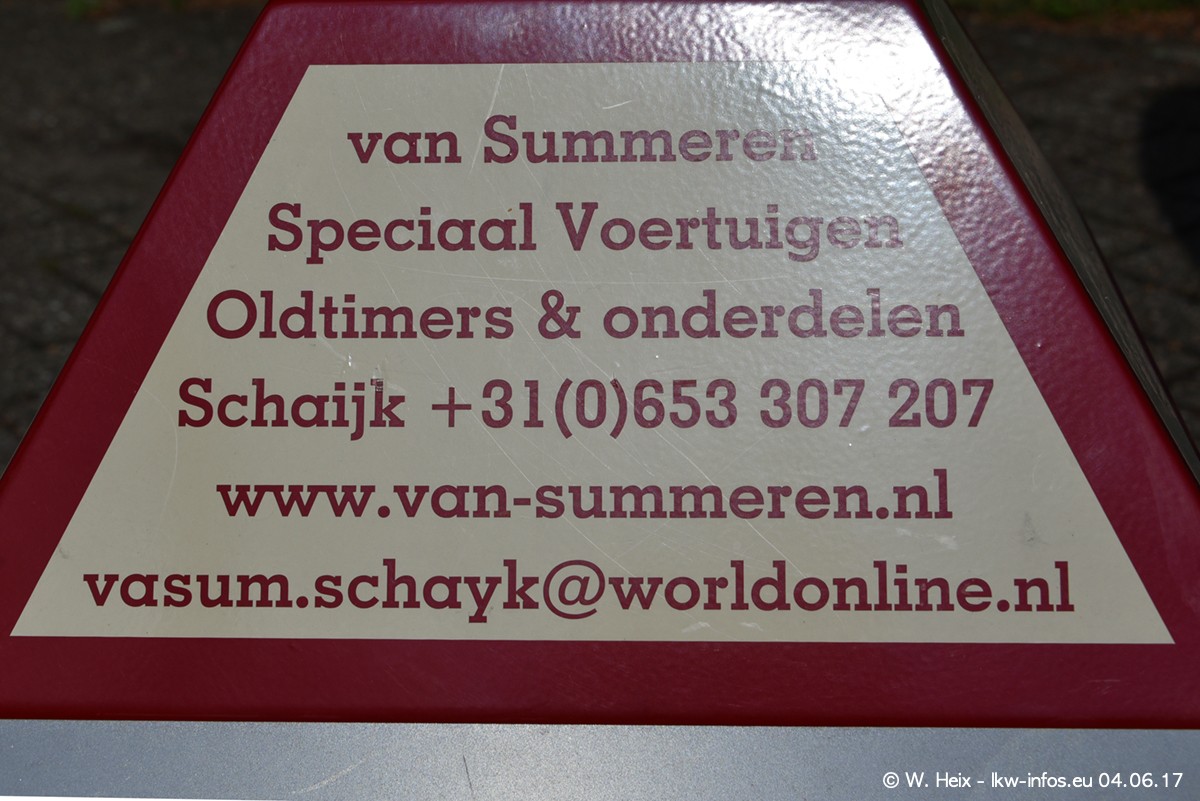 van Summeren
Speciaal Voertuigen
Oldtimers & onderdelen
Schaijk +31(0)653 307 207
www.van-summeren.nl
vasum.schayk@worldonline.nl
© W. Heix - lkw-infos.eu 04.06.17